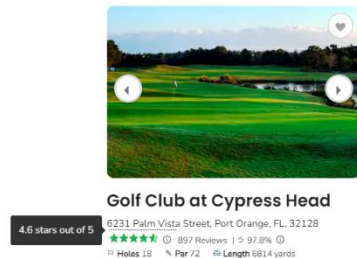 Golf Club at Cypress Head
6231 Palm Vista Street, Port Orange, FL, 32128
4.6 stars out of 5
897 Reviews | 97.8%
Holes 18 Par 72 Length 6814 yards